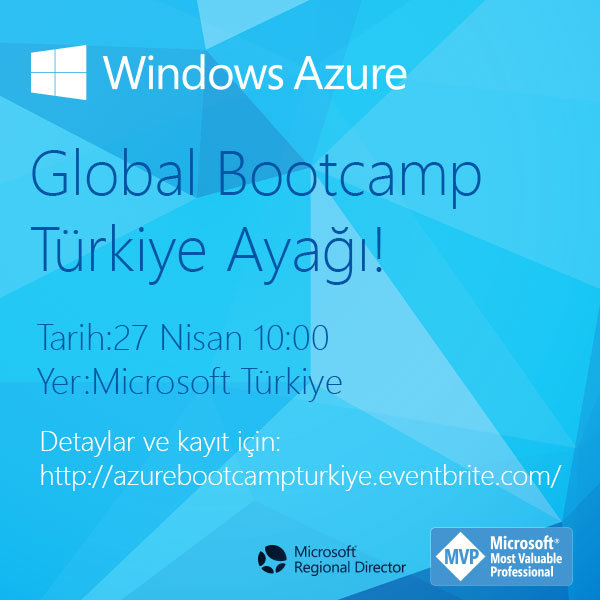 Windows Azure
Global Bootcamp
Türkiye Ayağı!
Tarih:27 Nisan 10:00
Yer:Microsoft Türkiye
Detaylar ve kayıt için:
http://azurebootcampturkiye.eventbrite.com/
Microsoft®
Regional Director
MVP
Microsoft®
Most Valuable
Professional